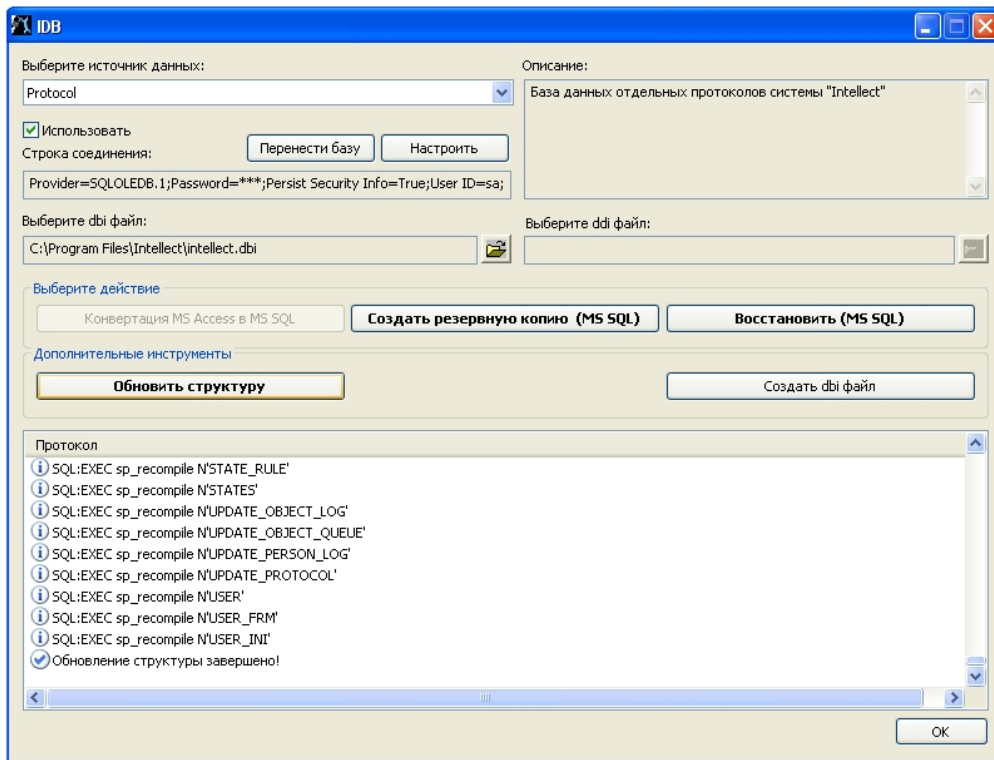 IDB
Выберите источник данных:
Описание:
Protocol
База данных отдельных протоколов системы "Intellect"
Использовать
Строка соединения:
Перенести базу
Настроить
Provider=SQLOLEDB.1;Password=***;Persist Security Info=True;User ID=sa;
Выберите dbi файл:
Выберите ddi файл:
C:\Program Files\Intellect\intellect.dbi
Выберите действие
Конвертация MS Access в MS SQL
Создать резервную копию (MS SQL)
Восстановить (MS SQL)
Дополнительные инструменты
Обновить структуру
Создать dbi файл
Протокол
SQL:EXEC sp_recompile N'STATE_RULE'
SQL:EXEC sp_recompile N'STATES'
SQL:EXEC sp_recompile N'UPDATE_OBJECT_LOG'
SQL:EXEC sp_recompile N'UPDATE_OBJECT_QUEUE'
SQL:EXEC sp_recompile N'UPDATE_PERSON_LOG'
SQL:EXEC sp_recompile N'UPDATE_PROTOCOL'
SQL:EXEC sp_recompile N'USER'
SQL:EXEC sp_recompile N'USER_FRM'
SQL:EXEC sp_recompile N'USER_INI'
Обновление структуры завершено!
OK